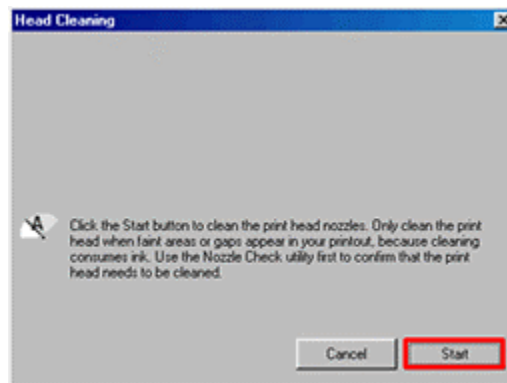 Head Cleaning
A
Click the Start button to clean the print head nozzles. Only clean the print
head when faint areas or gaps appear in your printout, because cleaning
consumes ink. Use the Nozzle Check utility first to confirm that the print
head needs to be cleaned.
Cancel Start